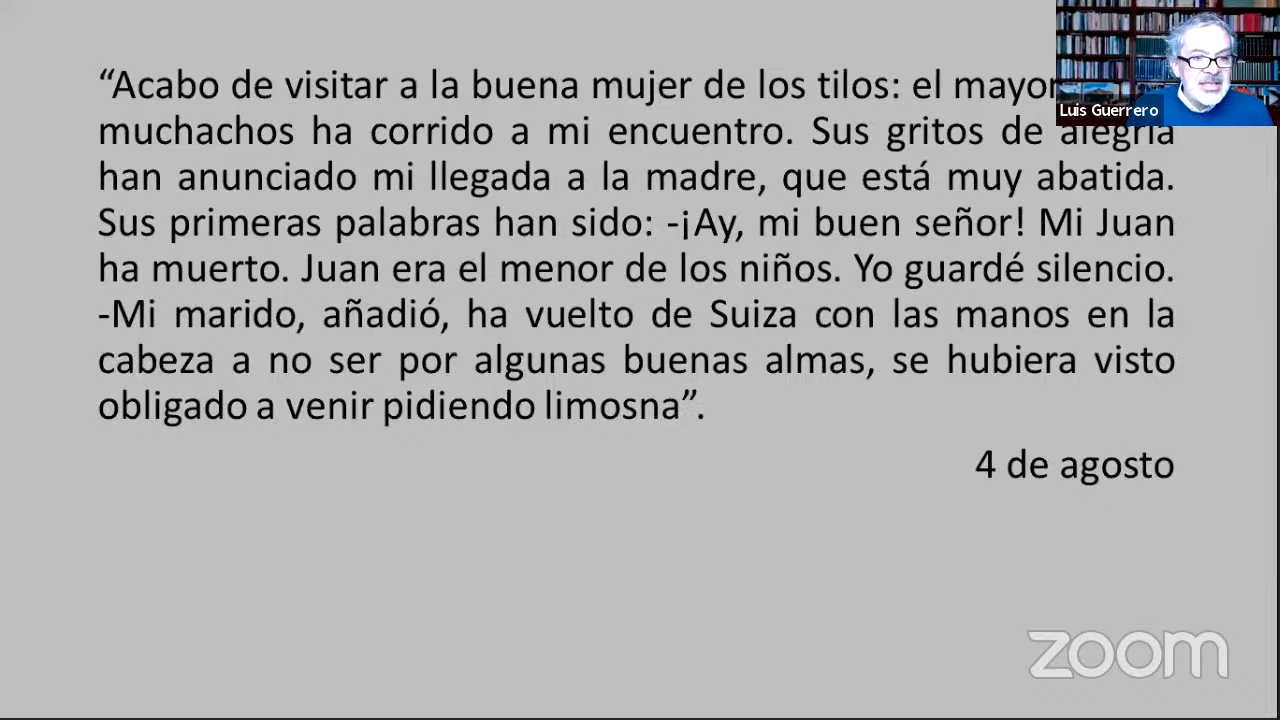 “Acabo de visitar a la buena mujer de los tilos: el mayor
muchachos ha corrido a mi encuentro. Sus gritos de alegría
han anunciado mi llegada a la madre, que está muy abatida.
Sus primeras palabras han sido: -¡Ay, mi buen señor! Mi Juan
ha muerto. Juan era el menor de los niños. Yo guardé silencio.
-Mi marido, añadió, ha vuelto de Suiza con las manos en la
cabeza a no ser por algunas buenas almas, se hubiera visto
obligado a venir pidiendo limosna”.
4 de agosto
Luis Guerrero
zoom